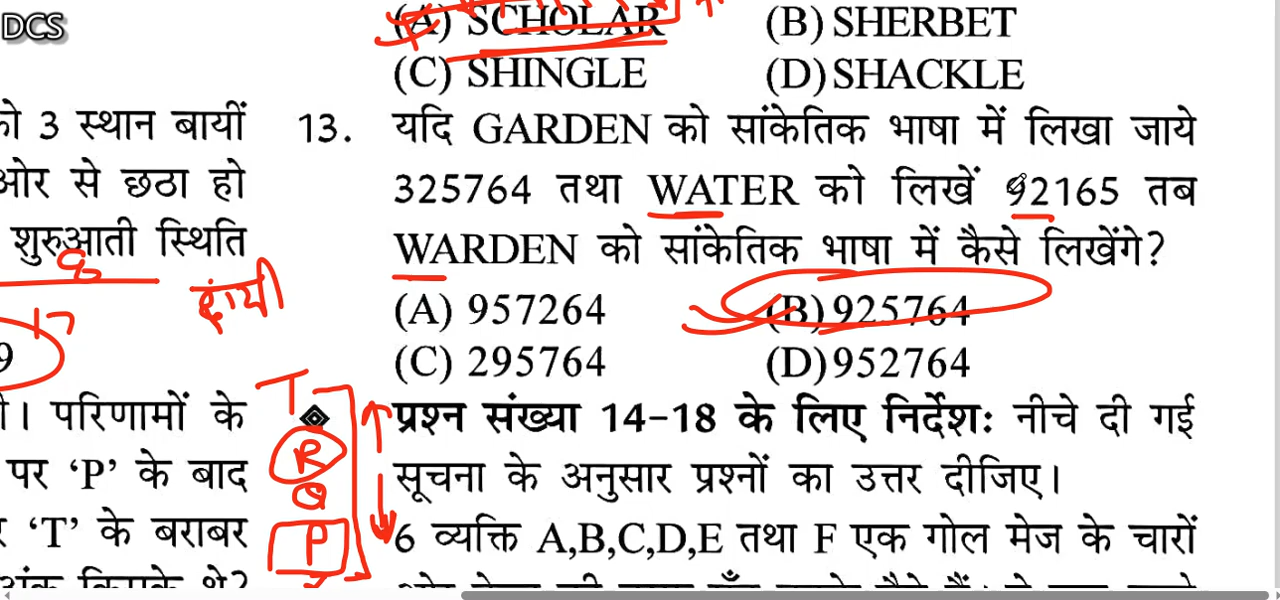 DCS
(A) SCHOLAR (B) SHERBET
(C) SHINGLE (D) SHACKLE
को 3 स्थान बायीं
ओर से छठा हो
शुरुआती स्थिति
दांयी
17
9
। परिणामों के
पर ‘P’ के बाद
‘T’ के बराबर
13. यदि GARDEN को सांकेतिक भाषा में लिखा जाये
325764 तथा WATER को लिखें 92165 तब
WARDEN को सांकेतिक भाषा में कैसे लिखेंगे?
(A) 957264 (B) 925764
(C) 295764 (D) 952764
T
R
Q
P
प्रश्न संख्या 14-18 के लिए निर्देश: नीचे दी गई
सूचना के अनुसार प्रश्नों का उत्तर दीजिए।
6 व्यक्ति A,B,C,D,E तथा F एक गोल मेज के चारों